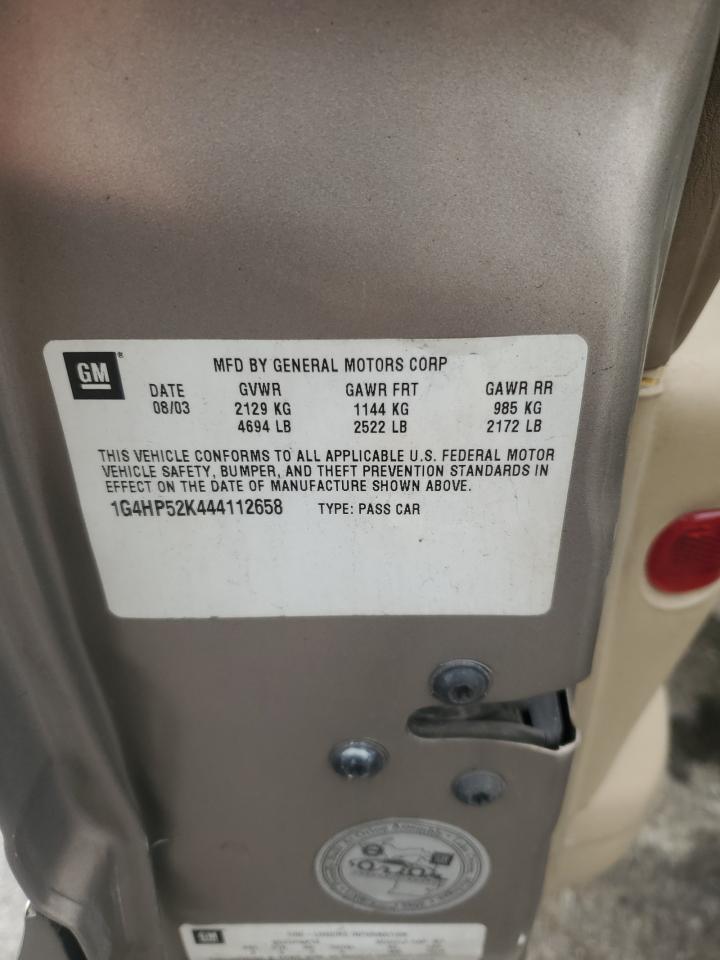 GM
MFD BY GENERAL MOTORS CORP
DATE GVWR GAWR FRT GAWR RR
08/03 2129 KG 1144 KG 985 KG
4694 LB 2522 LB 2172 LB
THIS VEHICLE CONFORMS TO ALL APPLICABLE U.S. FEDERAL MOTOR
VEHICLE SAFETY, BUMPER, AND THEFT PREVENTION STANDARDS IN
EFFECT ON THE DATE OF MANUFACTURE SHOWN ABOVE.
1G4HP52K444112658 TYPE: PASS CAR
GM